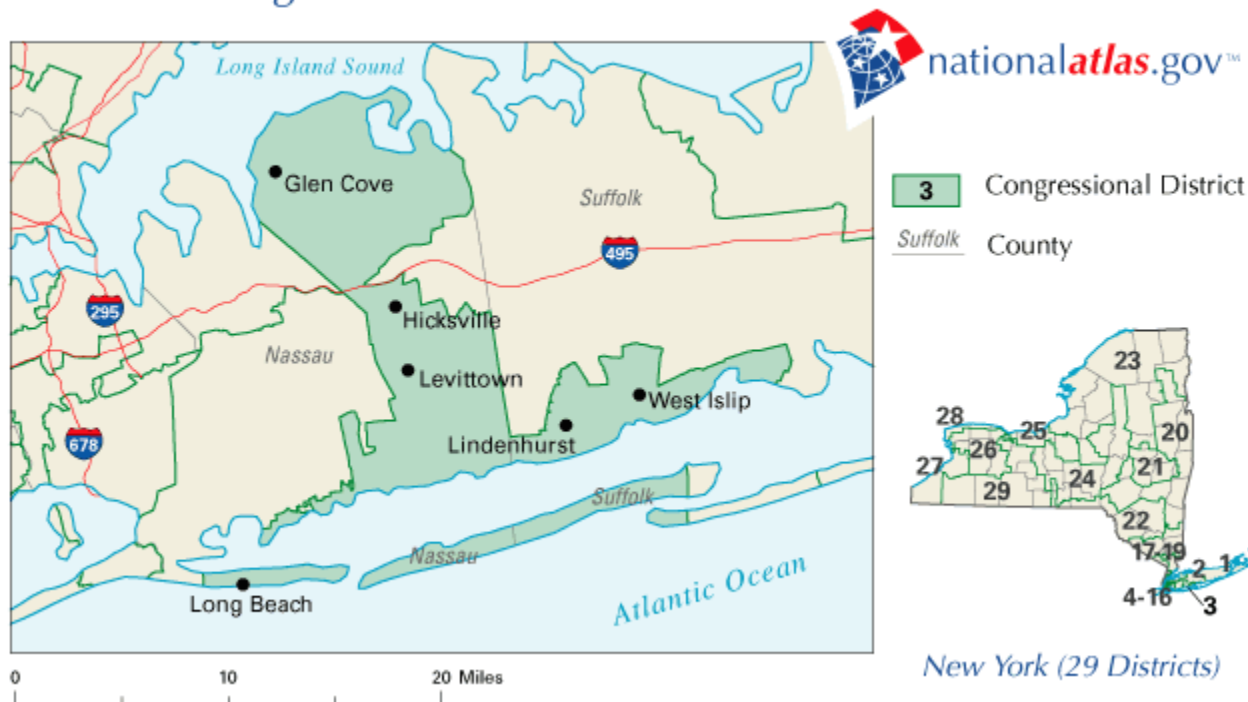 Long Island Sound
nationalatlas.gov™
Glen Cove
Suffolk
3 Congressional District
Suffolk County
495
295
Hicksville
Nassau
Levittown
West Islip
678
Lindenhurst
Suffolk
Nassau
Long Beach
Atlantic Ocean
0 10 20 Miles
23
28
25
20
26
27
21
24
29
22
17-19
2
1
4-16
3
New York (29 Districts)